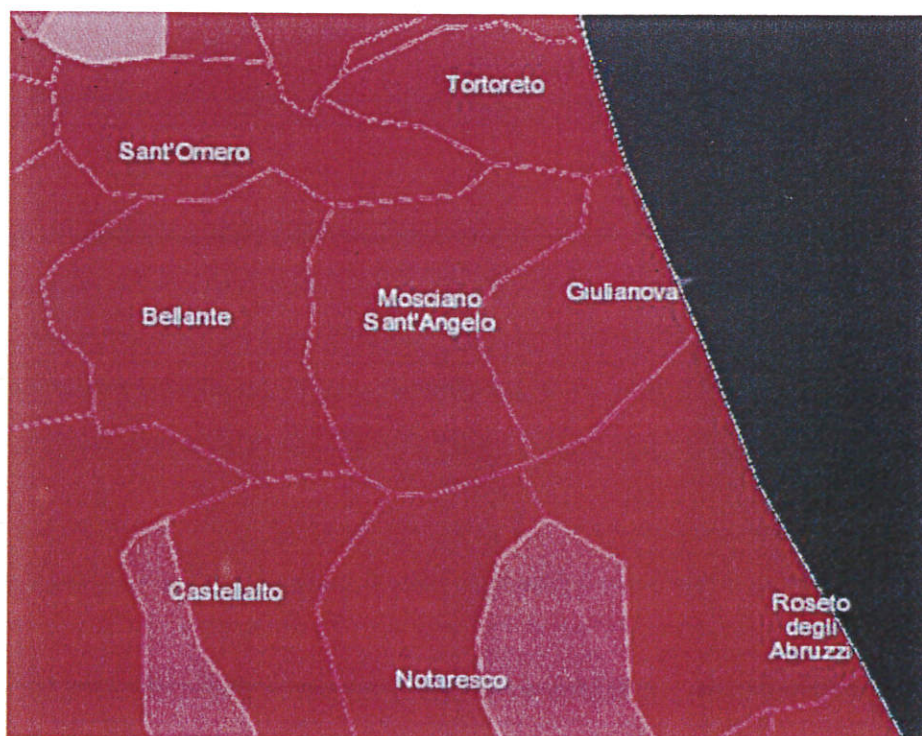 Tortoreto
Sant'Omero
Giulianova
Mosciano
Sant'Angelo
Bellante
Castellalto
Roseto
degli
Abruzzi
Notaresco